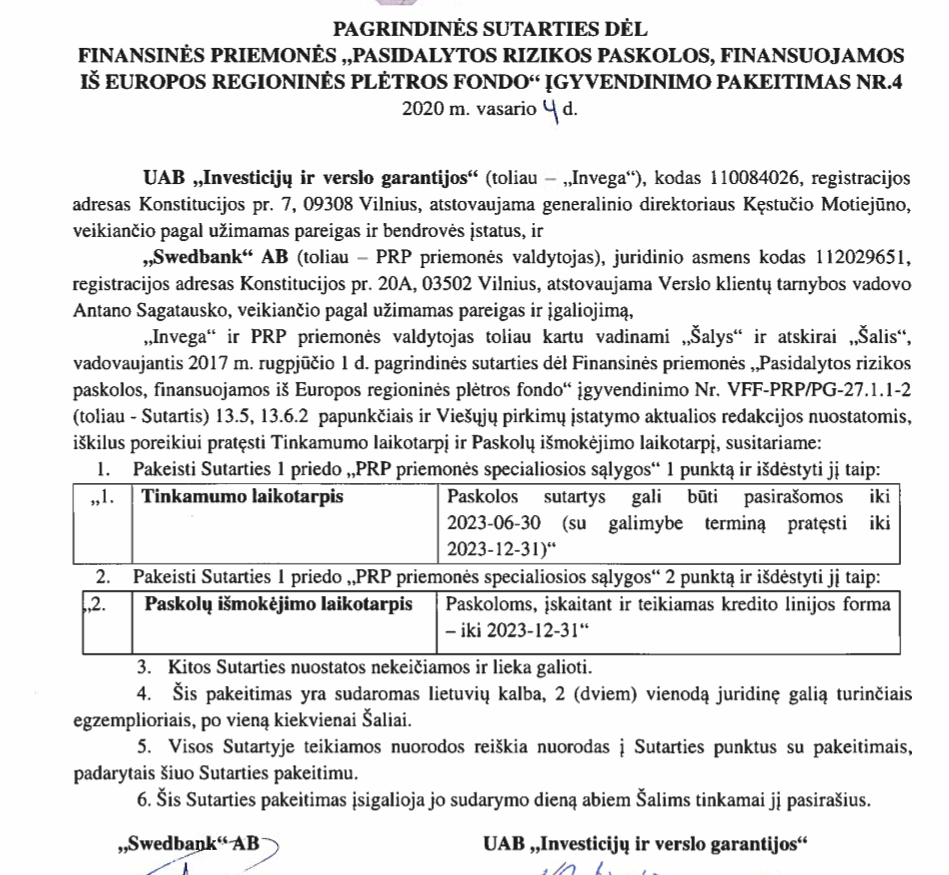 PAGRINDINĖS SUTARTIES DĖL
FINANSINĖS PRIEMONĖS „PASIDALYTOS RIZIKOS PASKOLOS, FINANSUOJAMOS
IŠ EUROPOS REGIONINĖS PLĖTROS FONDO“ ĮGYVENDINIMO PAKEITIMAS NR.4
2020 m. vasario 4 d.
UAB „Investicijų ir verslo garantijos“ (toliau – „Invega“), kodas 110084026, registracijos
adresas Konstitucijos pr. 7, 09308 Vilnius, atstovaujama generalinio direktoriaus Kęstučio Motiejūno,
veikiančio pagal užimamas pareigas ir bendrovės įstatus, ir
„Swedbank“ AB (toliau – PRP priemonės valdytojas), juridinio asmens kodas 112029651,
registracijos adresas Konstitucijos pr. 20A, 03502 Vilnius, atstovaujama Verslo klientų tarnybos vadovo
Antano Sagatausko, veikiančio pagal užimamas pareigas ir įgaliojimą,
„Invega“ ir PRP priemonės valdytojas toliau kartu vadinami „Šalys“ ir atskirai „Šalis“,
vadovaujantis 2017 m. rugpjūčio 1 d. pagrindinės sutarties dėl Finansinės priemonės „Pasidalytos rizikos
paskolos, finansuojamos iš Europos regioninės plėtros fondo“ įgyvendinimo Nr. VFF-PRP/PG-27.1.1-2
(toliau - Sutartis) 13.5, 13.6.2 papunkčiais ir Viešųjų pirkimų įstatymo aktualios redakcijos nuostatomis,
iškilus poreikiui pratęsti Tinkamumo laikotarpį ir Paskolų išmokėjimo laikotarpį, susitariame:
1. Pakeisti Sutarties 1 priedo „PRP priemonės specialiosios sąlygos“ 1 punktą ir išdėstyti jį taip:
„1. Tinkamumo laikotarpis Paskolos sutartys gali būti pasirašomos iki
2023-06-30 (su galimybe terminą pratęsti iki
2023-12-31)“
2. Pakeisti Sutarties 1 priedo „PRP priemonės specialiosios sąlygos“ 2 punktą ir išdėstyti jį taip:
„2. Paskolų išmokėjimo laikotarpis Paskoloms, įskaitant ir teikiamas kredito linijos forma
– iki 2023-12-31“
3. Kitos Sutarties nuostatos nekeičiamos ir lieka galioti.
4. Šis pakeitimas yra sudaromas lietuvių kalba, 2 (dviem) vienodą juridinę galią turinčiais
egzemplioriais, po vieną kiekvienai Šaliai.
5. Visos Sutartyje teikiamos nuorodos reiškia nuorodas į Sutarties punktus su pakeitimais,
padarytais šiuo Sutarties pakeitimu.
6. Šis Sutarties pakeitimas įsigalioja jo sudarymo dieną abiem Šalims tinkamai jį pasirašius.
„Swedbank“ AB UAB „Investicijų ir verslo garantijos“